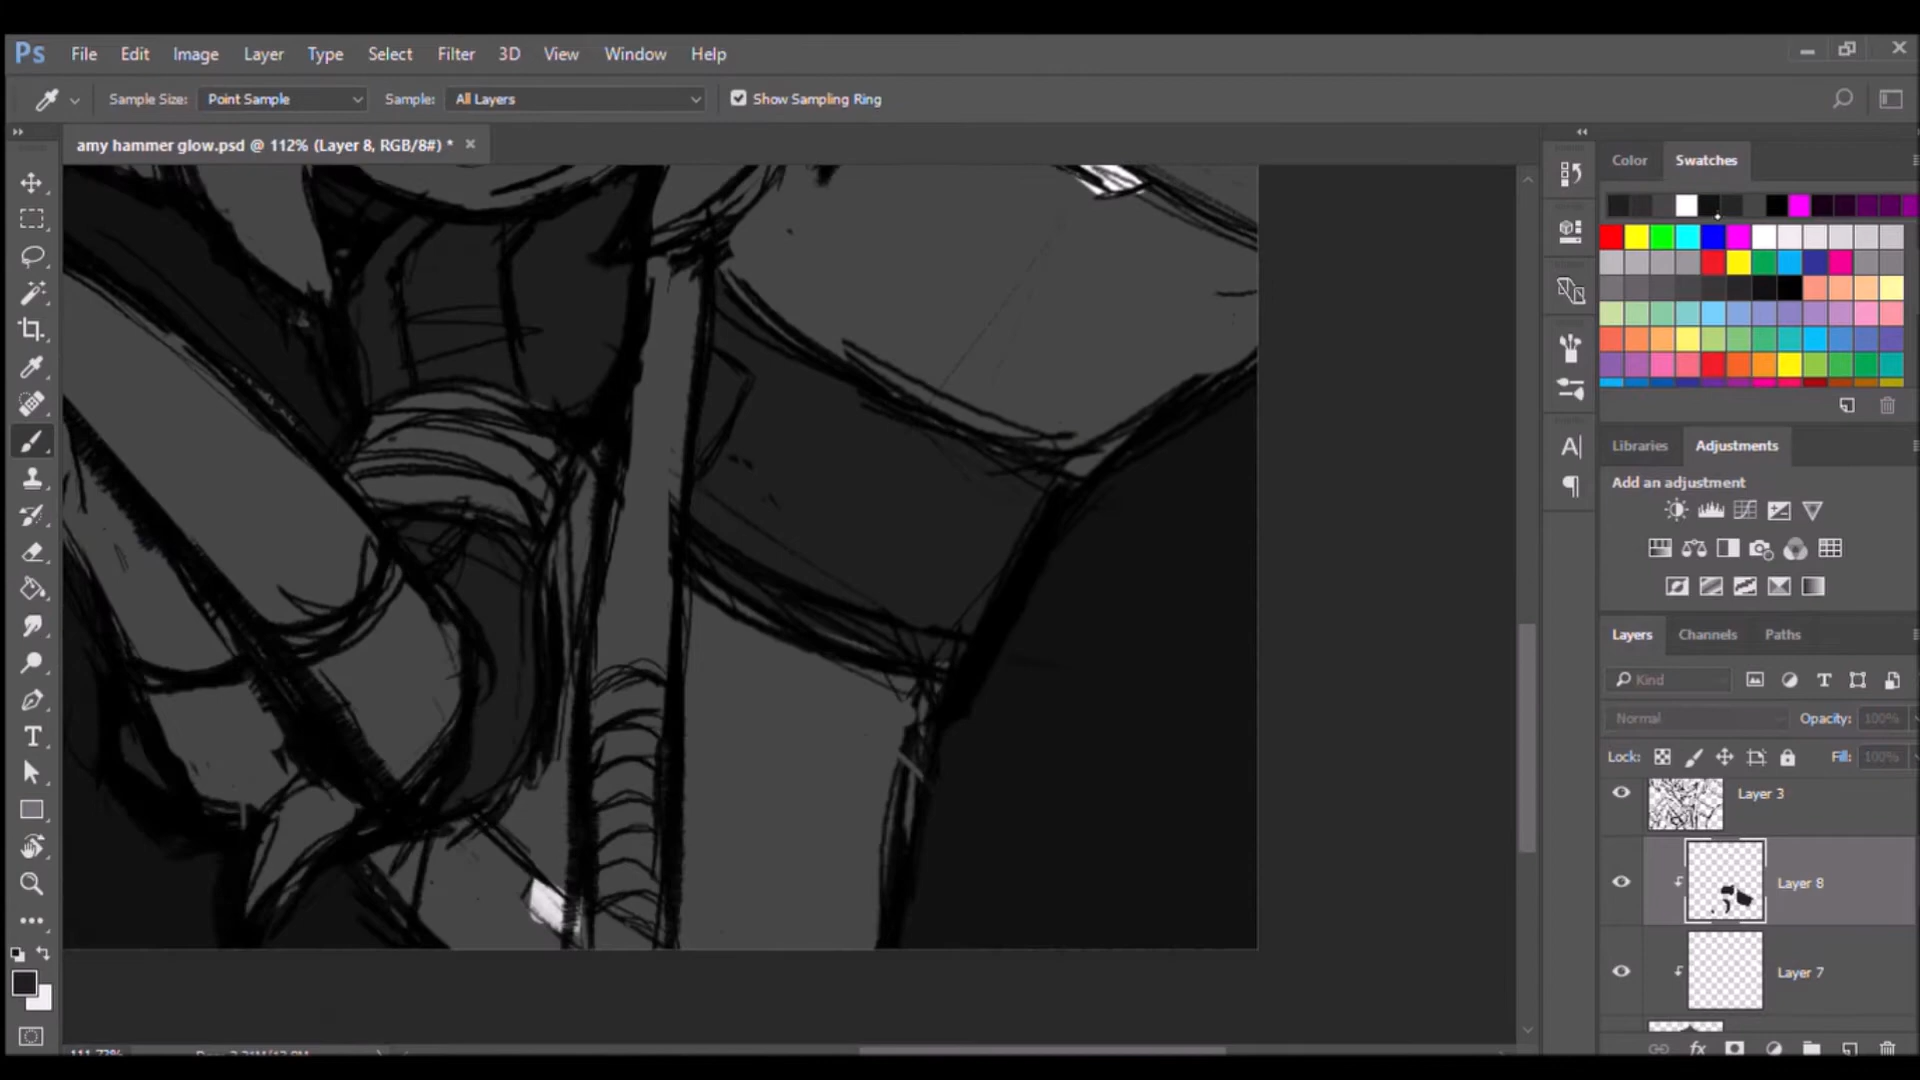 Ps File Edit Image Layer Type Select Filter 3D View Window Help
Sample Size: Point Sample Sample: All Layers Show Sampling Ring
amy hammer glow.psd @ 112% (Layer 8, RGB/8#) *
Color Swatches
Libraries Adjustments
Add an adjustment
Layers Channels Paths
Kind
Normal Opacity: 100%
Lock: Fill: 100%
Layer 3
Layer 8
Layer 7